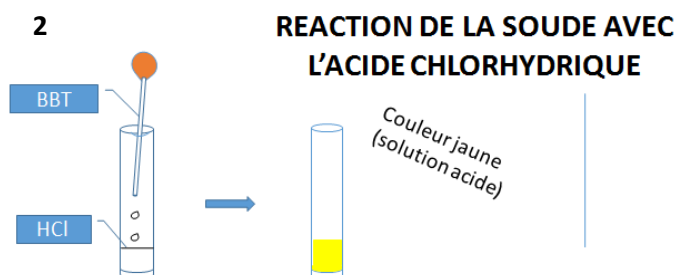 2
REACTION DE LA SOUDE AVEC
L'ACIDE CHLORHYDRIQUE
BBT
HCl
Couleur jaune
(solution acide)